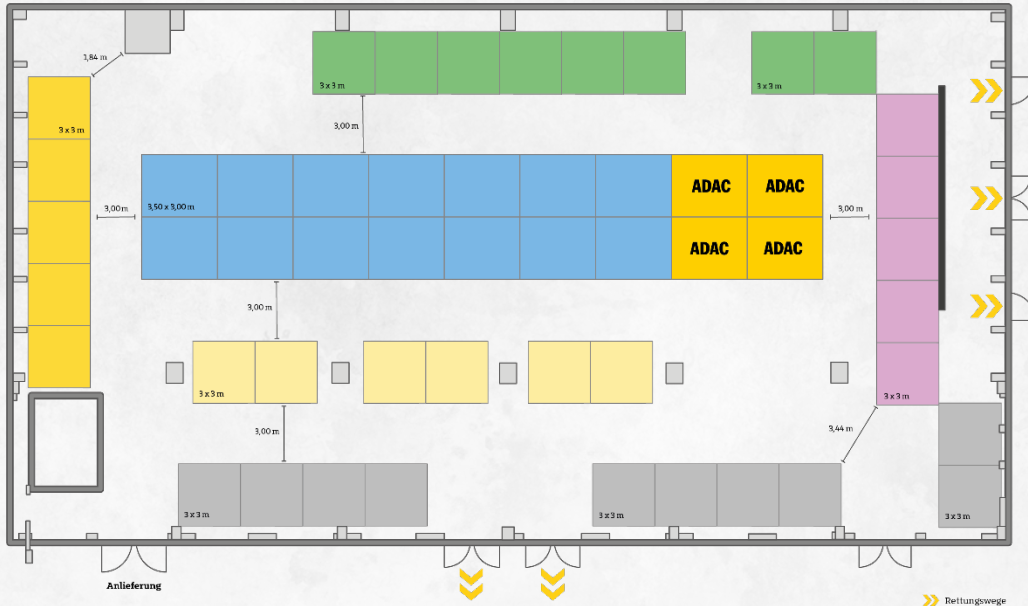 1,84 m
3 x 3 m
3 x 3 m
3 x 3 m
3,00 m
3,50 x 3,00 m
ADAC
ADAC
3,00 m
3,00 m
ADAC
ADAC
3,00 m
3 x 3 m
3 x 3 m
3,00 m
3,44 m
3 x 3 m
3 x 3 m
3 x 3 m
Anlieferung
Rettungswege